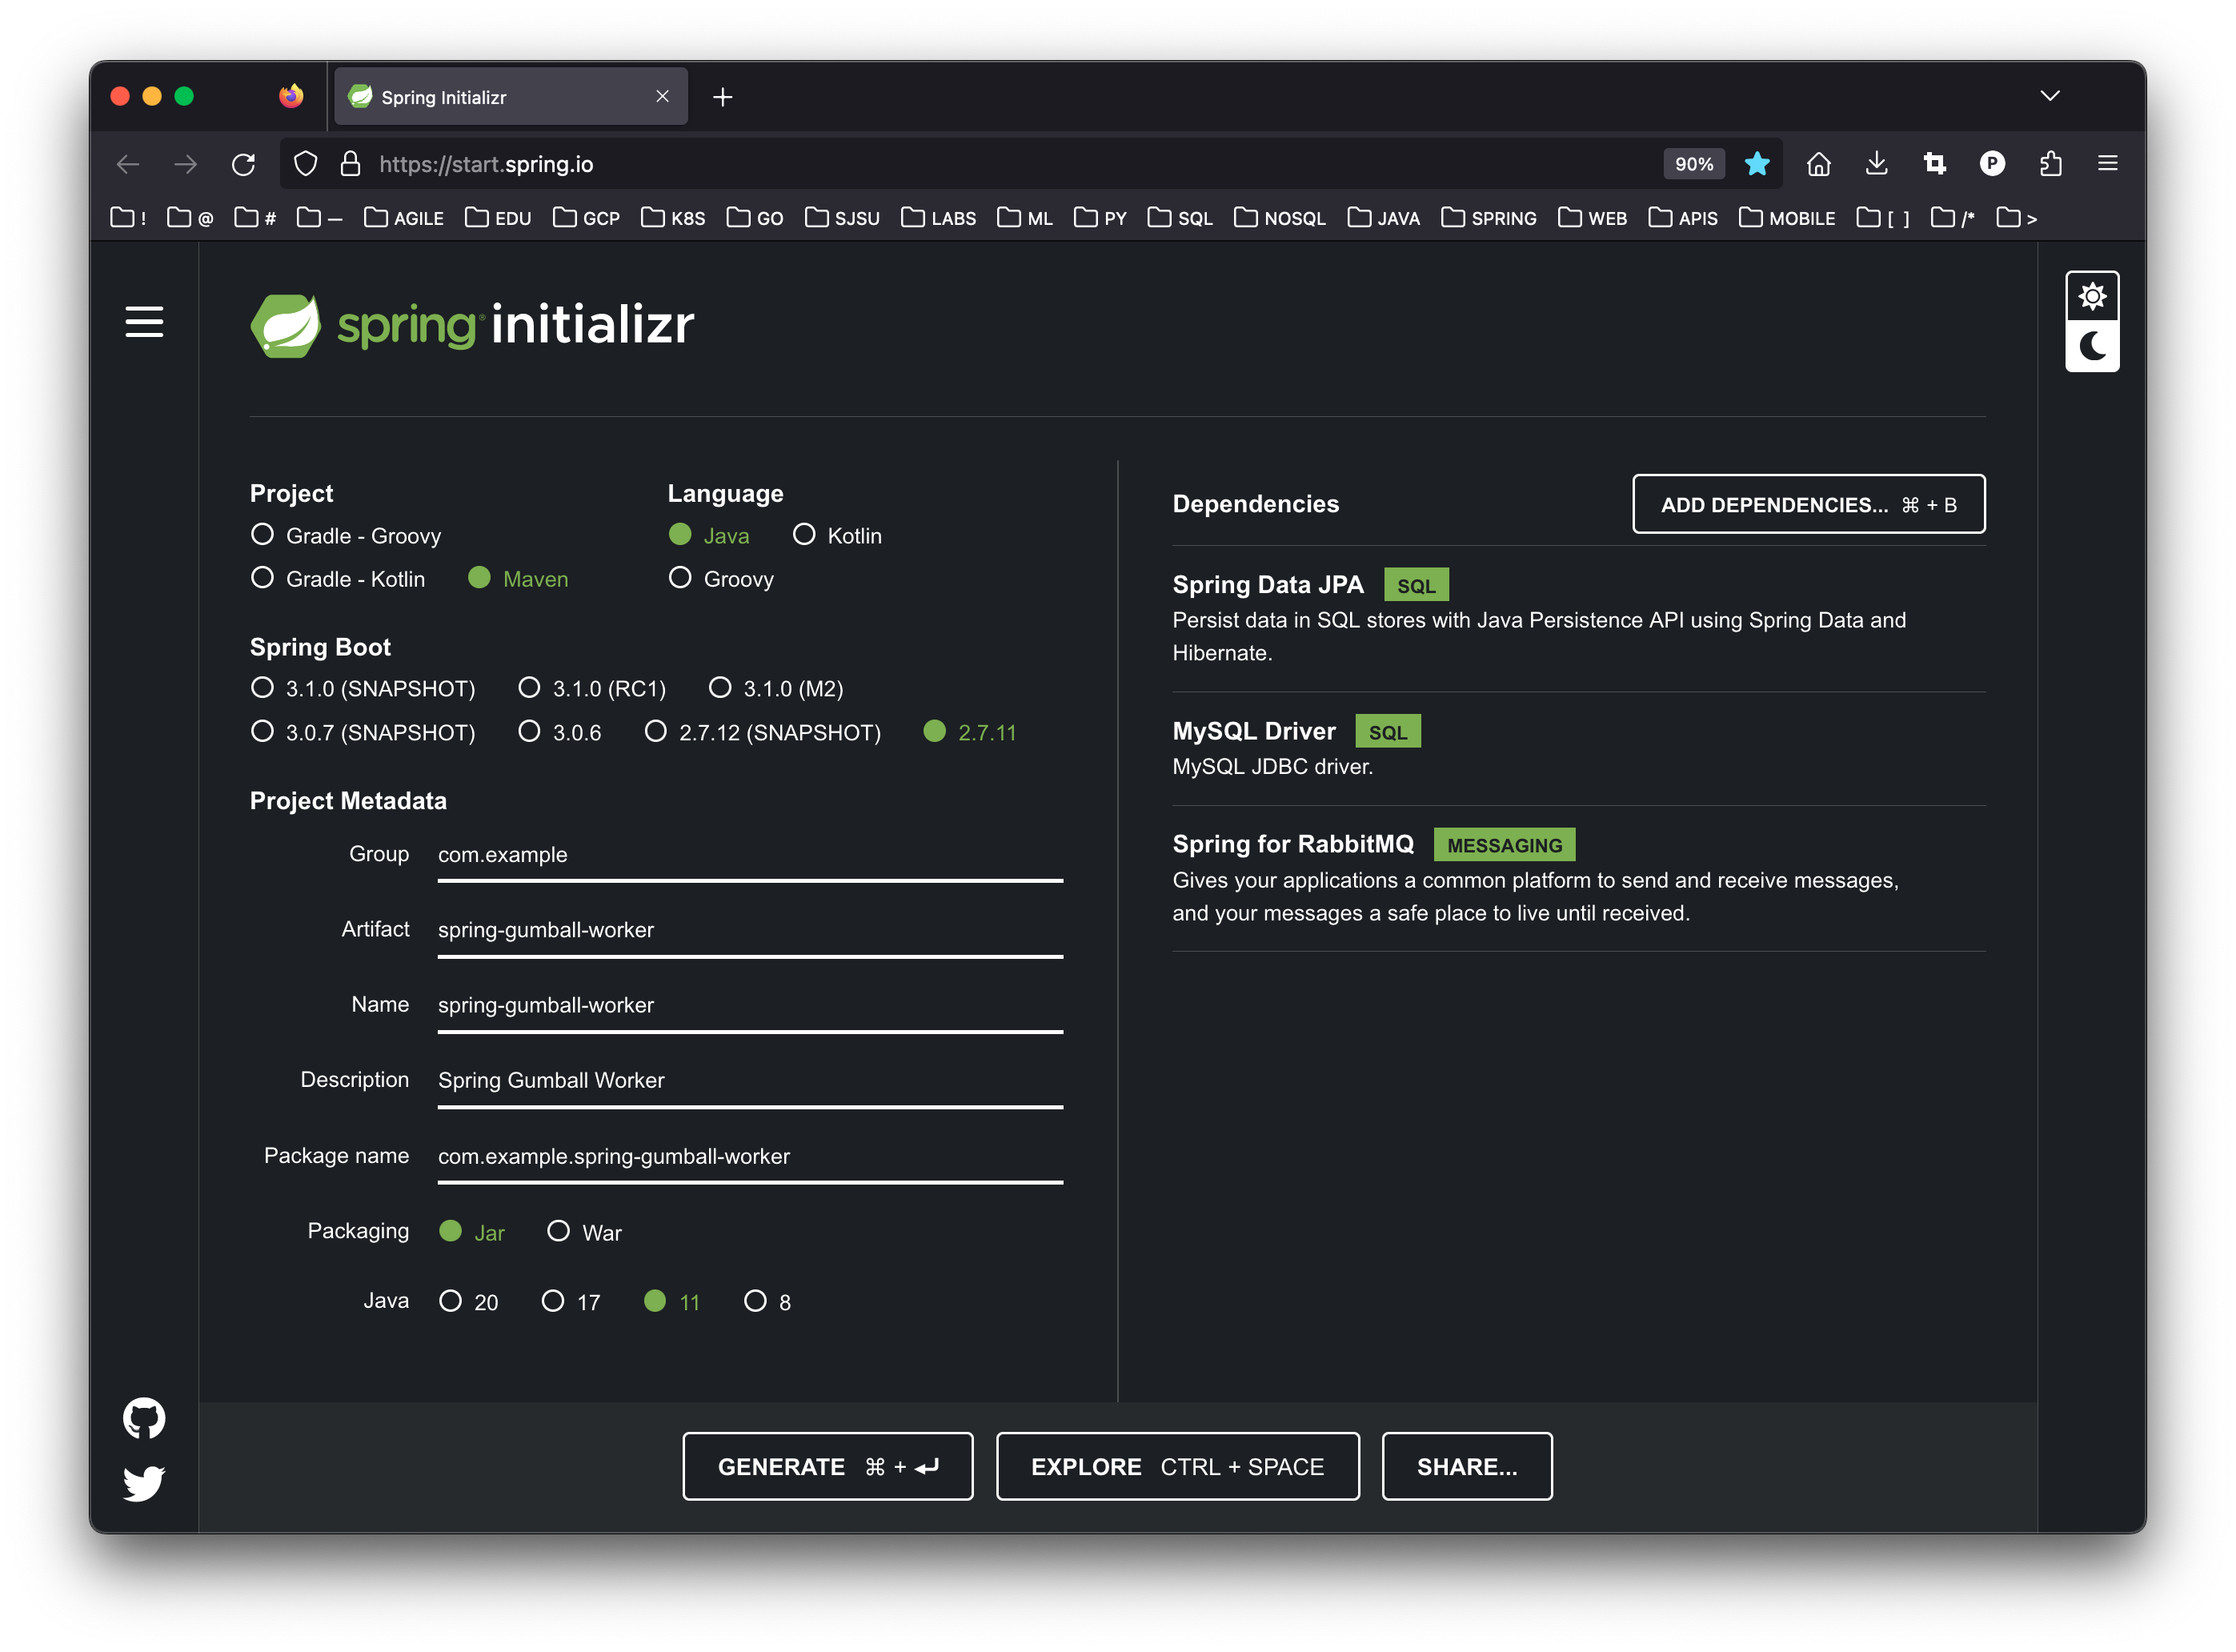 Spring Initializr
https://start.spring.io
90%
P
! @ # — AGILE EDU GCP K8S GO SJSU LABS ML PY SQL NOSQL JAVA SPRING WEB APIS MOBILE [ ] /* >
spring® initializr
Project
Gradle - Groovy
Gradle - Kotlin Maven
Language
Java Kotlin
Groovy
Spring Boot
3.1.0 (SNAPSHOT) 3.1.0 (RC1) 3.1.0 (M2)
3.0.7 (SNAPSHOT) 3.0.6 2.7.12 (SNAPSHOT) 2.7.11
Project Metadata
Group com.example
Artifact spring-gumball-worker
Name spring-gumball-worker
Description Spring Gumball Worker
Package name com.example.spring-gumball-worker
Packaging Jar War
Java 20 17 11 8
Dependencies ADD DEPENDENCIES... ⌘ + B
Spring Data JPA SQL
Persist data in SQL stores with Java Persistence API using Spring Data and
Hibernate.
MySQL Driver SQL
MySQL JDBC driver.
Spring for RabbitMQ MESSAGING
Gives your applications a common platform to send and receive messages,
and your messages a safe place to live until received.
GENERATE ⌘ + ⏎ EXPLORE CTRL + SPACE SHARE...